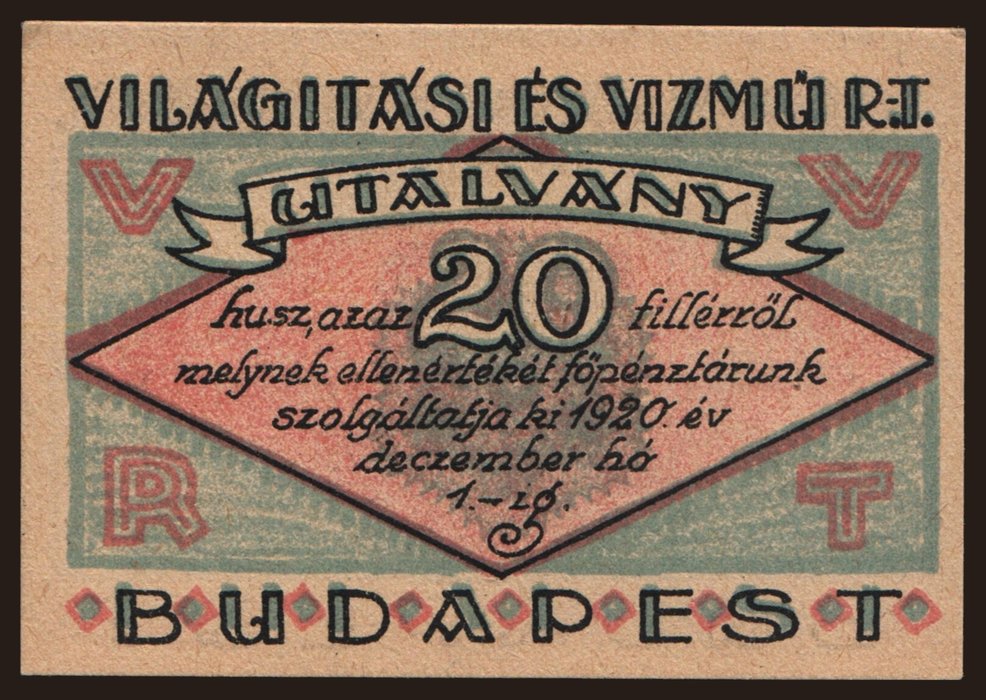 VILÁGITÁSI ÉS VIZMŰ R.T.
V V
UTALVÁNY
husz, azaz 20 fillérről
melynek ellenértékét főpénztárunk
szolgáltatja ki 1920. év
deczember hó
1.-ig.
R T
BUDAPEST